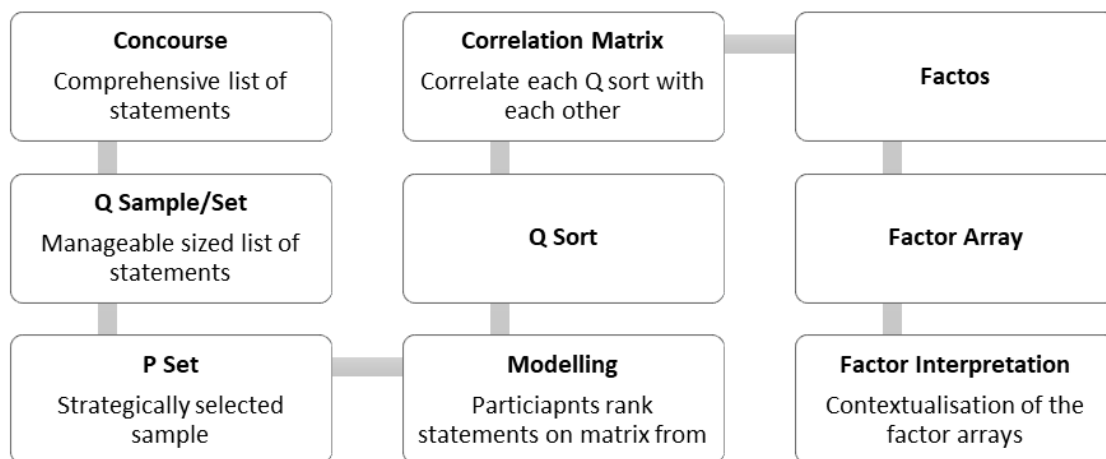 Concourse
Comprehensive list of
statements
Q Sample/Set
Manageable sized list of
statements
P Set
Strategically selected
sample
Modelling
Particiapnts rank
statements on matrix from
Q Sort
Correlation Matrix
Correlate each Q sort with
each other
Factos
Factor Array
Factor Interpretation
Contextualisation of the
factor arrays